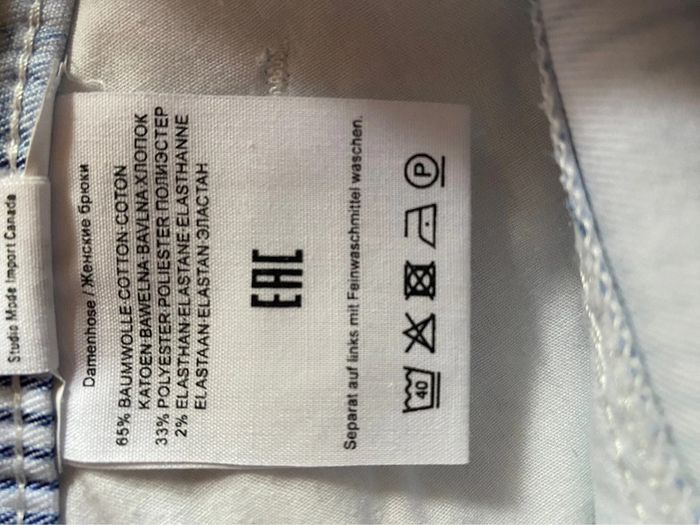 Studio Mode Import Canada
Damenhose / Женские брюки
65% BAUMWOLLE·COTTON·COTON
KATOEN·BAWEŁNA·BAVLNA·ХЛОПОК
33% POLYESTER·POLIESTER·ПОЛИЭСТЕР
2% ELASTHAN·ELASTANE·ELASTHANNE
ELASTAAN·ELASTAN·ЭЛАСТАН
EAC
Separat auf links mit Feinwaschmittel waschen.
40
P